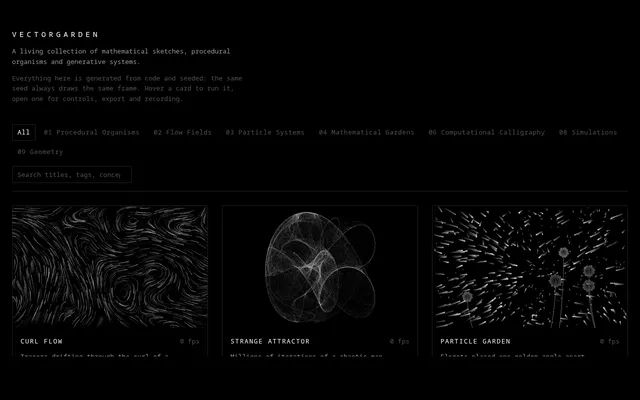 VECTORGARDEN
A living collection of mathematical sketches, procedural
organisms and generative systems.
Everything here is generated from code and seeded: the same
seed always draws the same frame. Hover a card to run it,
open one for controls, export and recording.
All 01 Procedural Organisms 02 Flow Fields 03 Particle Systems 04 Mathematical Gardens 06 Computational Calligraphy 08 Simulations
09 Geometry
Search titles, tags, conce
CURL FLOW 0 fps STRANGE ATTRACTOR 0 fps PARTICLE GARDEN 0 fps